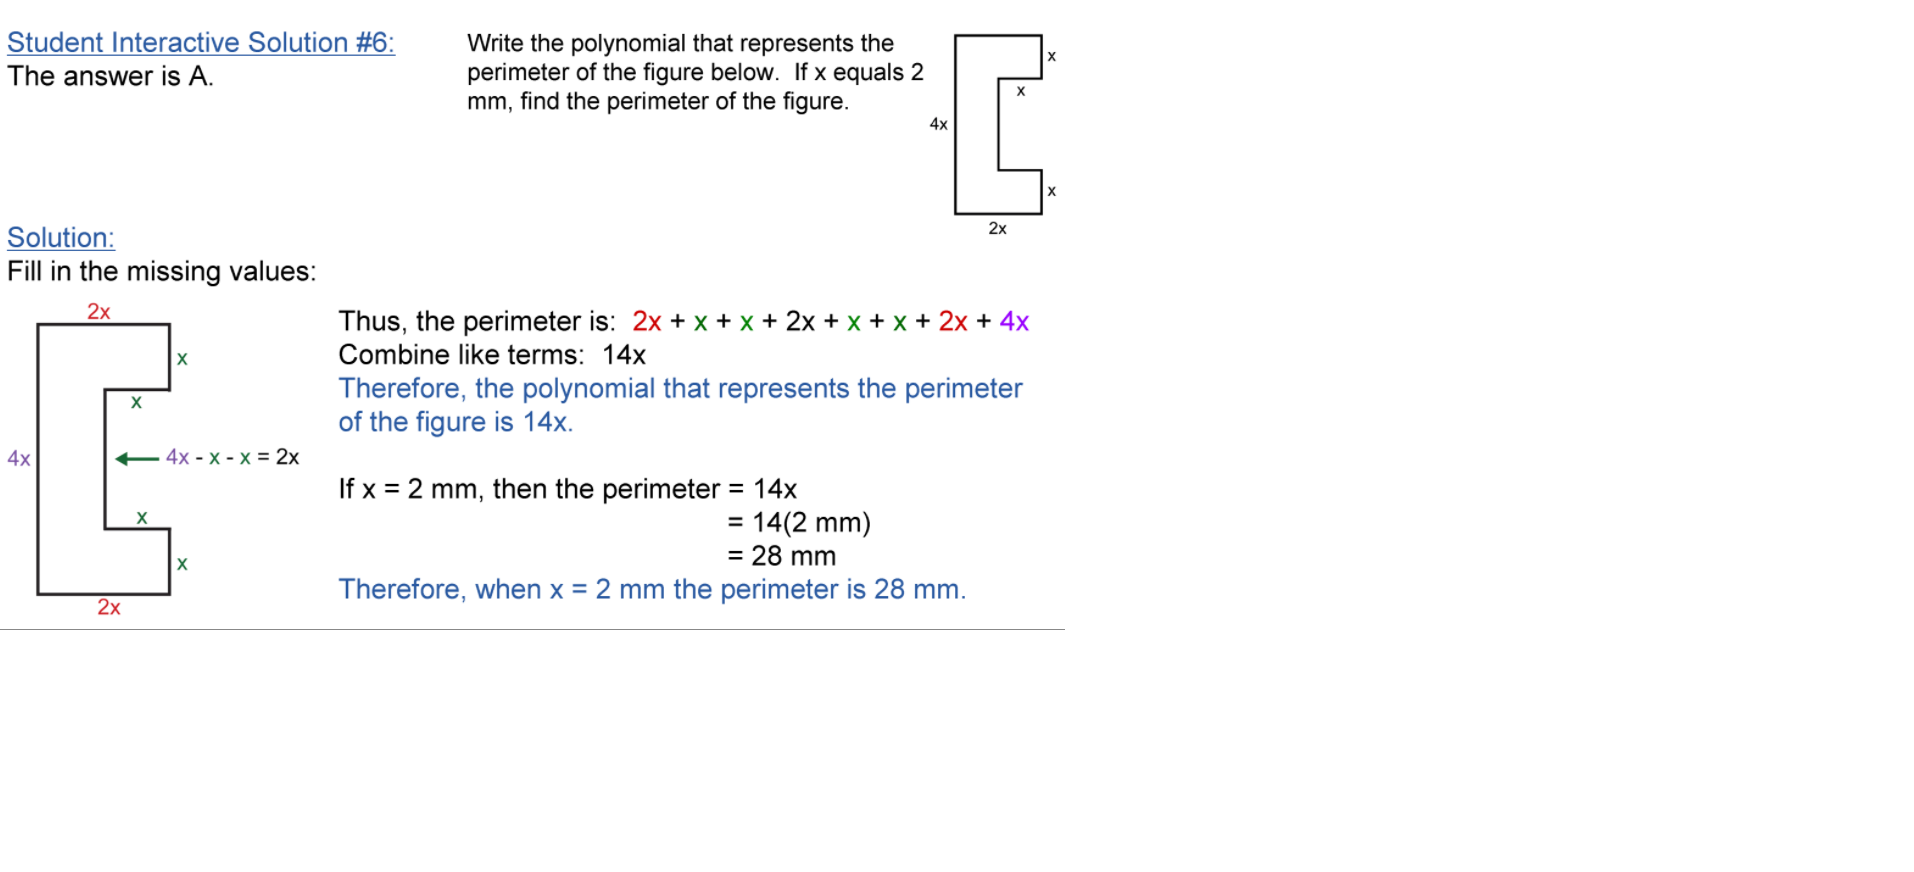 Student Interactive Solution #6:
The answer is A.
Write the polynomial that represents the
perimeter of the figure below.  If x equals 2
mm, find the perimeter of the figure.
x
x
4x
x
2x
Solution:
Fill in the missing values:
2x
x
x
4x
4x - x - x = 2x
x
x
2x
Thus, the perimeter is:  2x + x + x + 2x + x + x + 2x + 4x
Combine like terms:  14x
Therefore, the polynomial that represents the perimeter
of the figure is 14x.
If x = 2 mm, then the perimeter = 14x
= 14(2 mm)
= 28 mm
Therefore, when x = 2 mm the perimeter is 28 mm.